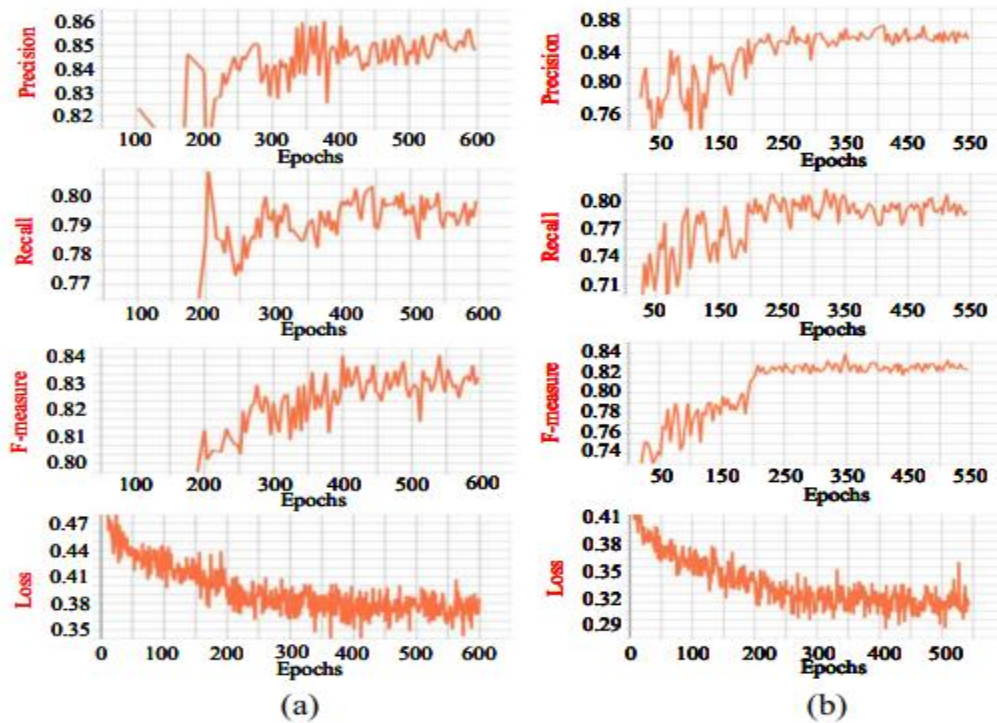 Precision
0.86
0.85
0.84
0.83
0.82
100 200 300 400 500 600
Epochs
Recall
0.80
0.79
0.78
0.77
100 200 300 400 500 600
Epochs
F-measure
0.84
0.83
0.82
0.81
0.80
100 200 300 400 500 600
Epochs
Loss
0.47
0.44
0.41
0.38
0.35
0 100 200 300 400 500 600
Epochs
(a)
Precision
0.88
0.84
0.80
0.76
50 150 250 350 450 550
Epochs
Recall
0.80
0.77
0.74
0.71
50 150 250 350 450 550
Epochs
F-measure
0.84
0.82
0.80
0.78
0.76
0.74
50 150 250 350 450 550
Epochs
Loss
0.41
0.38
0.35
0.32
0.29
0 100 200 300 400 500
Epochs
(b)